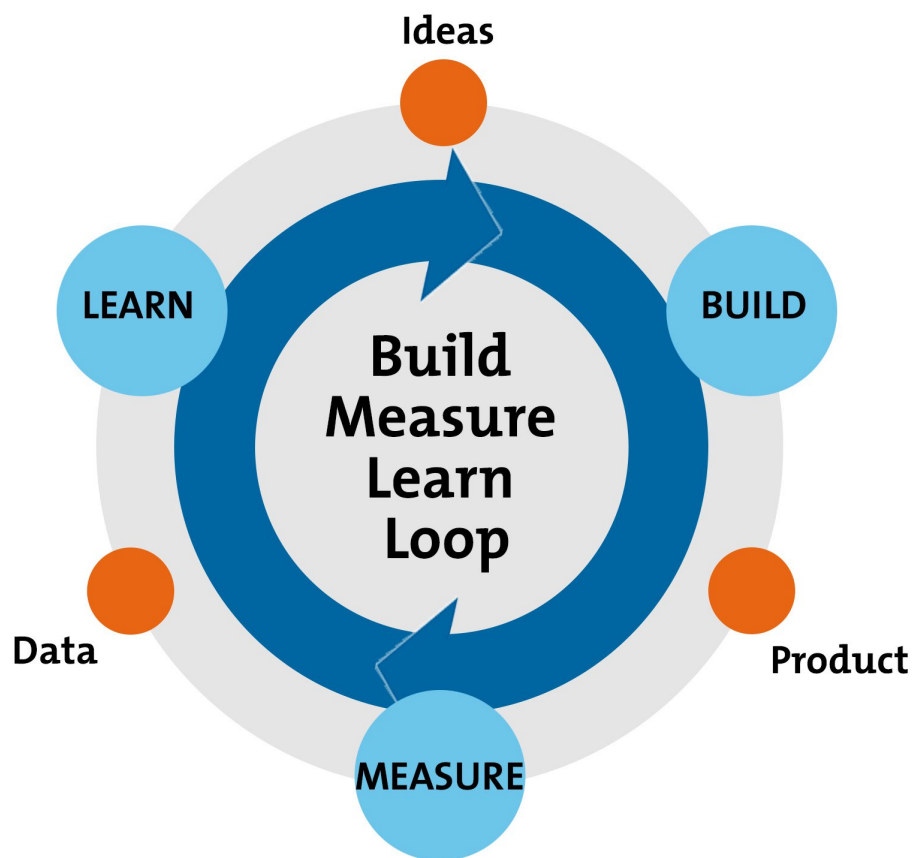 Ideas
LEARN
BUILD
Build
Measure
Learn
Loop
Data
Product
MEASURE